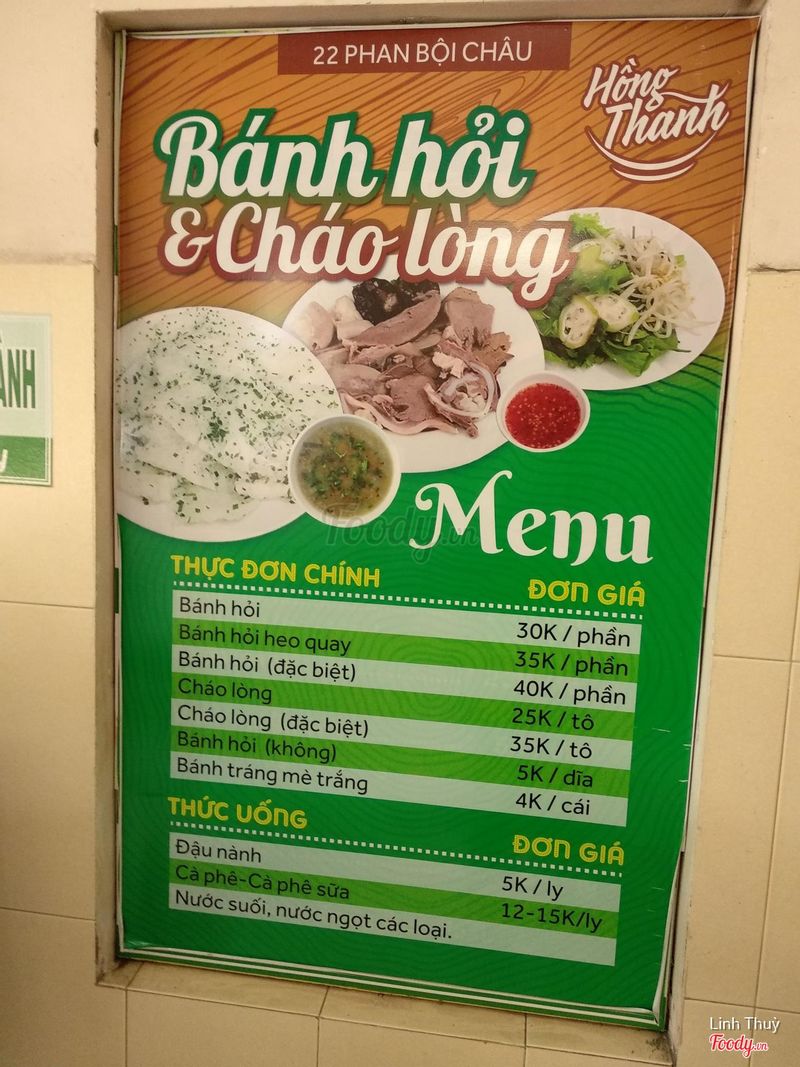 22 PHAN BỘI CHÂU
Hồng
Thanh
Bánh hỏi
& Cháo lòng
ÀNH
Foody.vn
Menu
THỰC ĐƠN CHÍNH ĐƠN GIÁ
Bánh hỏi 30K / phần
Bánh hỏi heo quay 35K / phần
Bánh hỏi (đặc biệt) 40K / phần
Cháo lòng 25K / tô
Cháo lòng (đặc biệt) 35K / tô
Bánh hỏi (không) 5K / dĩa
Bánh tráng mè trắng 4K / cái
THỨC UỐNG ĐƠN GIÁ
Đậu nành 5K / ly
Cà phê-Cà phê sữa 12-15K/ly
Nước suối, nước ngọt các loại.
Linh Thuỳ
Foody.vn